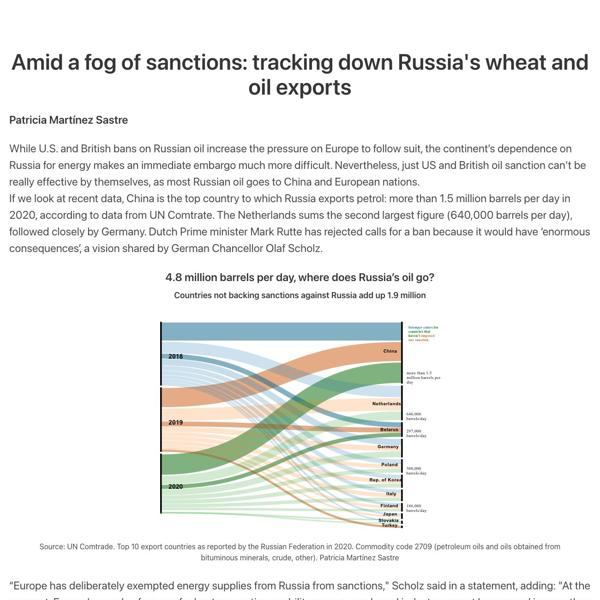 Amid a fog of sanctions: tracking down Russia's wheat and
oil exports
Patricia Martínez Sastre
While U.S. and British bans on Russian oil increase the pressure on Europe to follow suit, the continent's dependence on
Russia for energy makes an immediate embargo much more difficult. Nevertheless, just US and British oil sanction can't be
really effective by themselves, as most Russian oil goes to China and European nations.
If we look at recent data, China is the top country to which Russia exports petrol: more than 1.5 million barrels per day in
2020, according to data from UN Comtrade. The Netherlands sums the second largest figure (640,000 barrels per day),
followed closely by Germany. Dutch Prime minister Mark Rutte has rejected calls for a ban because it would have 'enormous
consequences', a vision shared by German Chancellor Olaf Scholz.
4.8 million barrels per day, where does Russia's oil go?
Countries not backing sanctions against Russia add up 1.9 million
Stronger colors for
countries that
haven't imposed
any sanction.
2018
China
more than 1.5
million barrels per
day
Netherlands
640,000
barrels/day
2019
Belarus
297,000
barrels/day
Germany
Poland
300,000
barrels/day
Rep. of Korea
2020
Italy
Finland
barrels/day
Japan
Slovakia
Turkey
Source: UN Comtrade. Top 10 export countries as reported by the Russian Federation in 2020. Commodity code 2709 (petroleum oils and oils obtained from
bituminous minerals, crude, other). Patricia Martínez Sastre
"Europe has deliberately exempted energy supplies from Russia from sanctions," Scholz said in a statement, adding: "At the